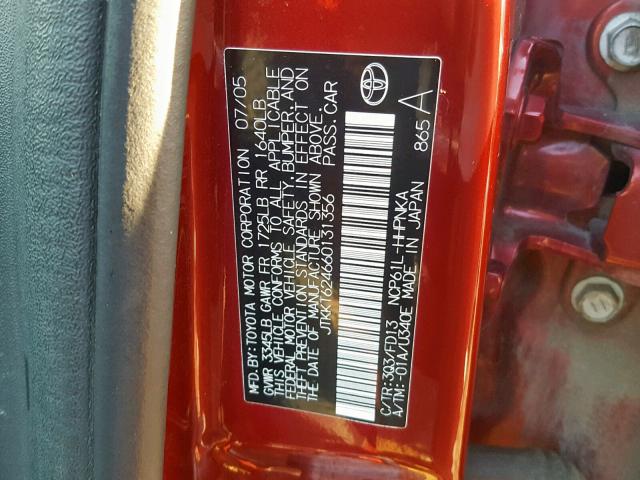 MFD.BY:TOYOTA MOTOR CORPORATION 07/05
GVWR 3345LB GAWR FR 1725LB RR 1640LB
THIS VEHICLE CONFORMS TO ALL APPLICABLE
FEDERAL MOTOR VEHICLE SAFETY,BUMPER,AND
THEFT PREVENTION STANDARDS IN EFFECT ON
THE DATE OF MANUFACTURE SHOWN ABOVE.
JTKKT624660131356 PASS.CAR
C/TR:3Q3/FD13 NCP61L-HHPNKA 865 A
A/TM:-01A/U340E MADE IN JAPAN